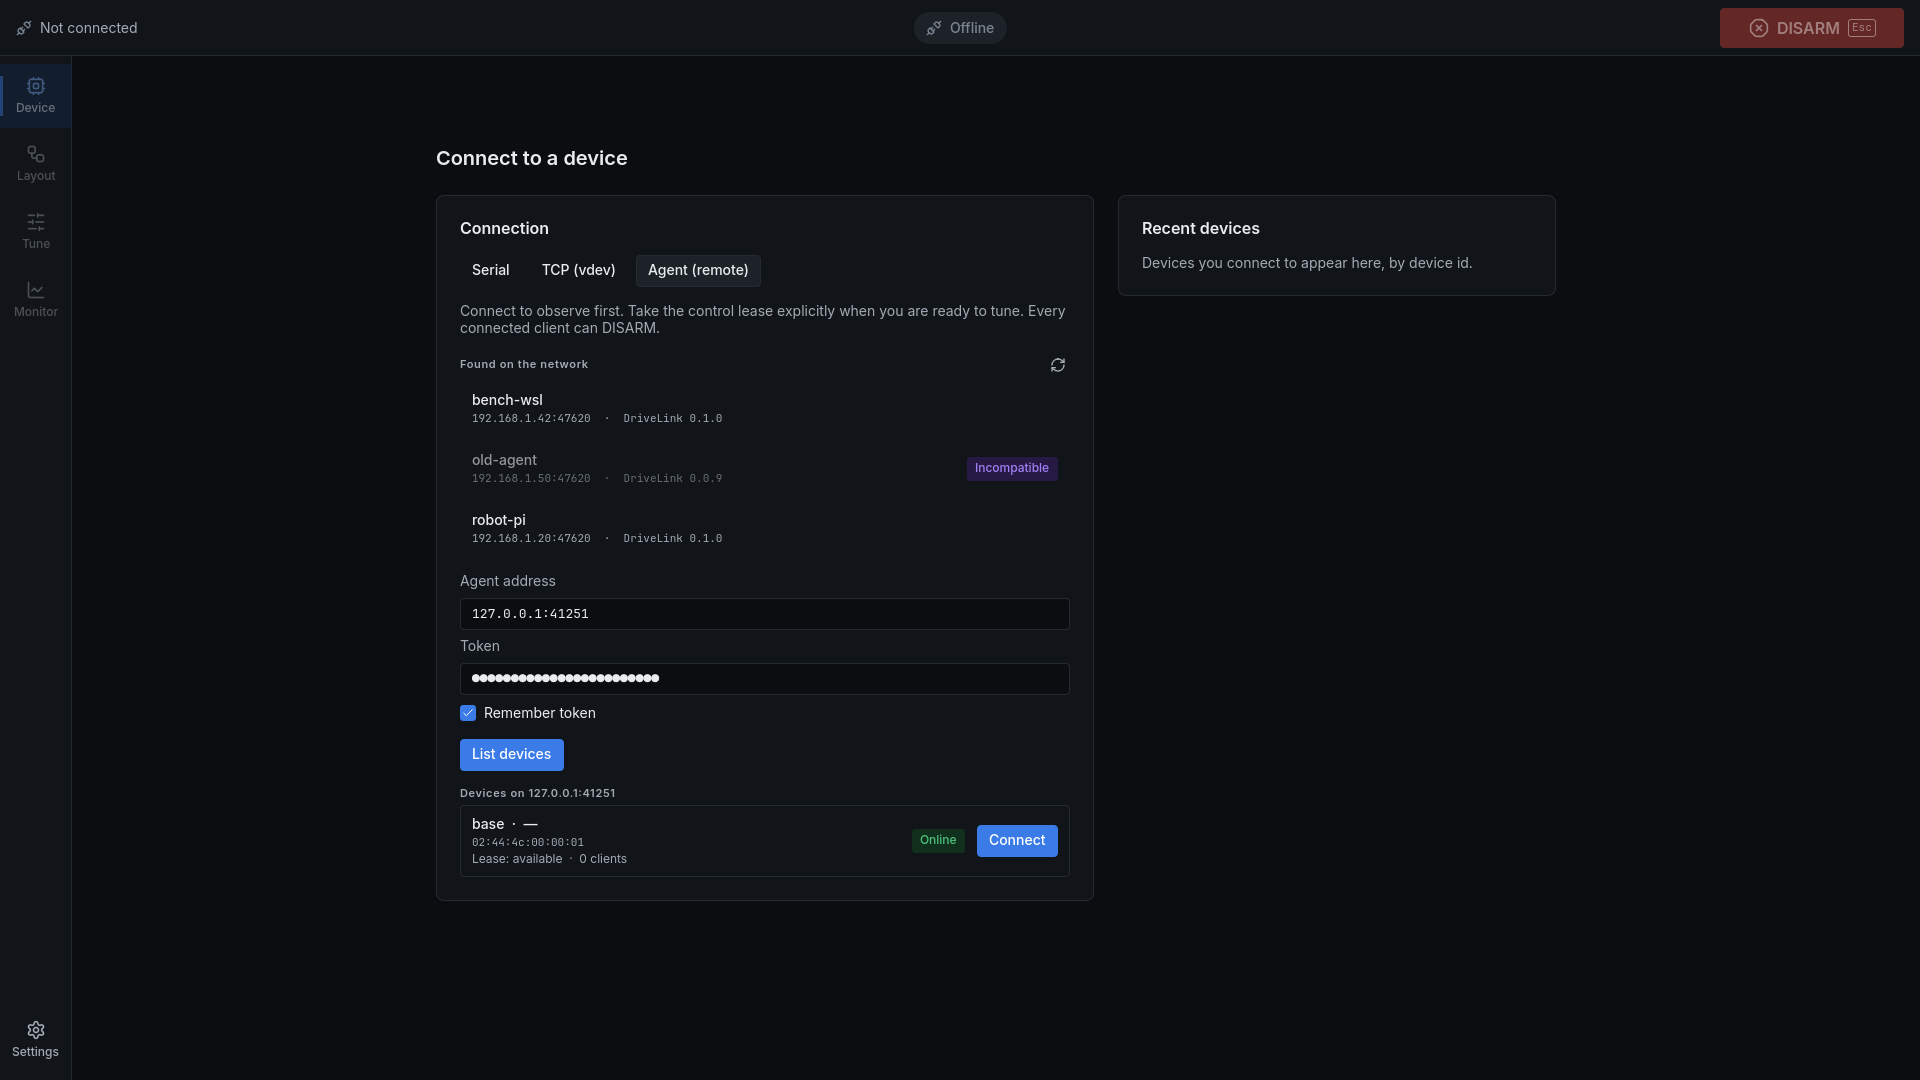 Not connected
Offline
DISARM Esc
Device
Layout
Tune
Monitor
Settings
Connect to a device
Connection
Serial
TCP (vdev)
Agent (remote)
Connect to observe first. Take the control lease explicitly when you are ready to tune. Every
connected client can DISARM.
Found on the network
bench-wsl
192.168.1.42:47620 · DriveLink 0.1.0
old-agent
192.168.1.50:47620 · DriveLink 0.0.9
Incompatible
robot-pi
192.168.1.20:47620 · DriveLink 0.1.0
Agent address
127.0.0.1:41251
Token
●●●●●●●●●●●●●●●●●●●●●●●●
Remember token
List devices
Devices on 127.0.0.1:41251
base · —
02:44:4c:00:00:01
Lease: available · 0 clients
Online
Connect
Recent devices
Devices you connect to appear here, by device id.